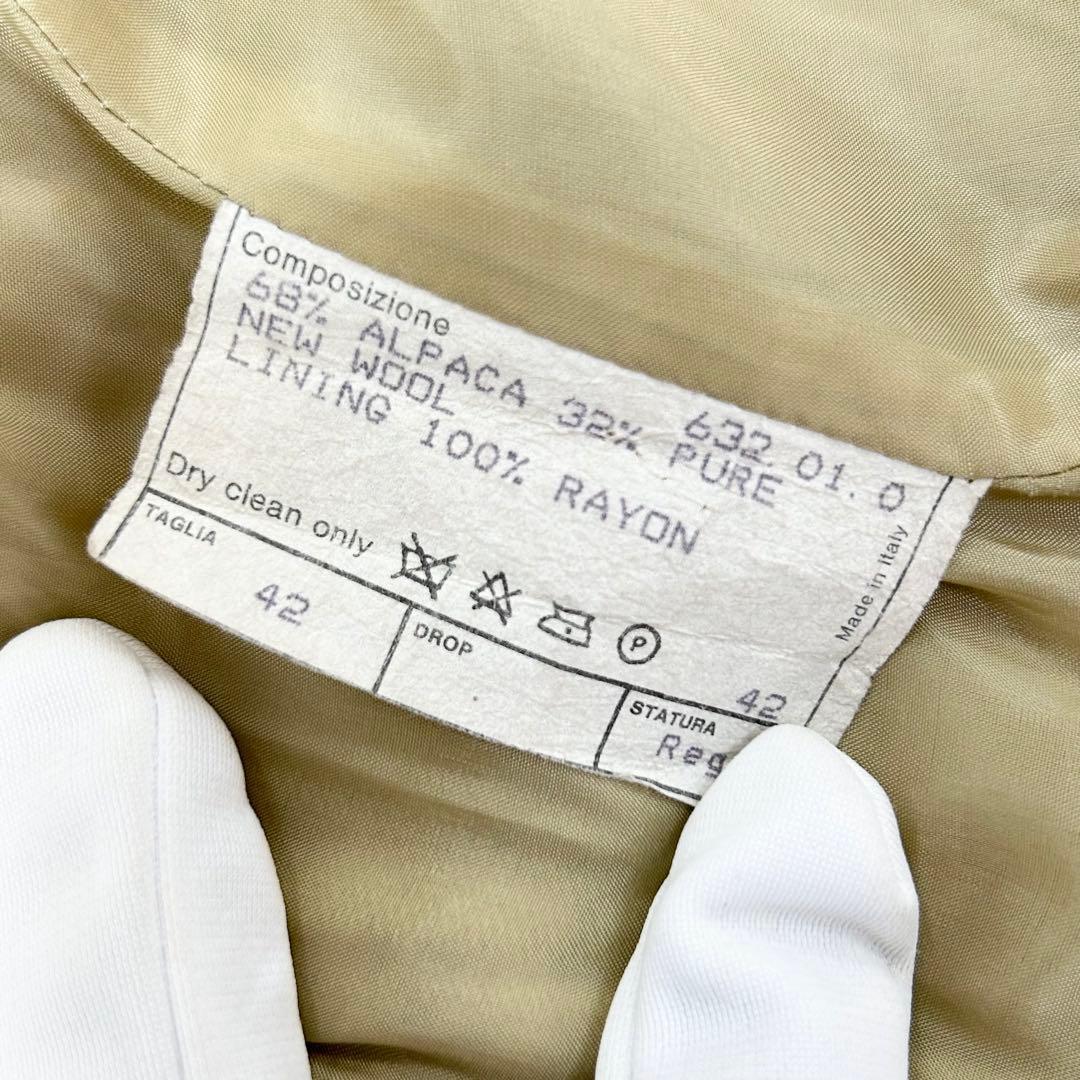 Composizione
632 01. 0
68% ALPACA 32% PURE
NEW WOOL
LINING 100% RAYON
Dry clean only
P
Made in Italy
42
TAGLIA
42
DROP
STATURA
Reg